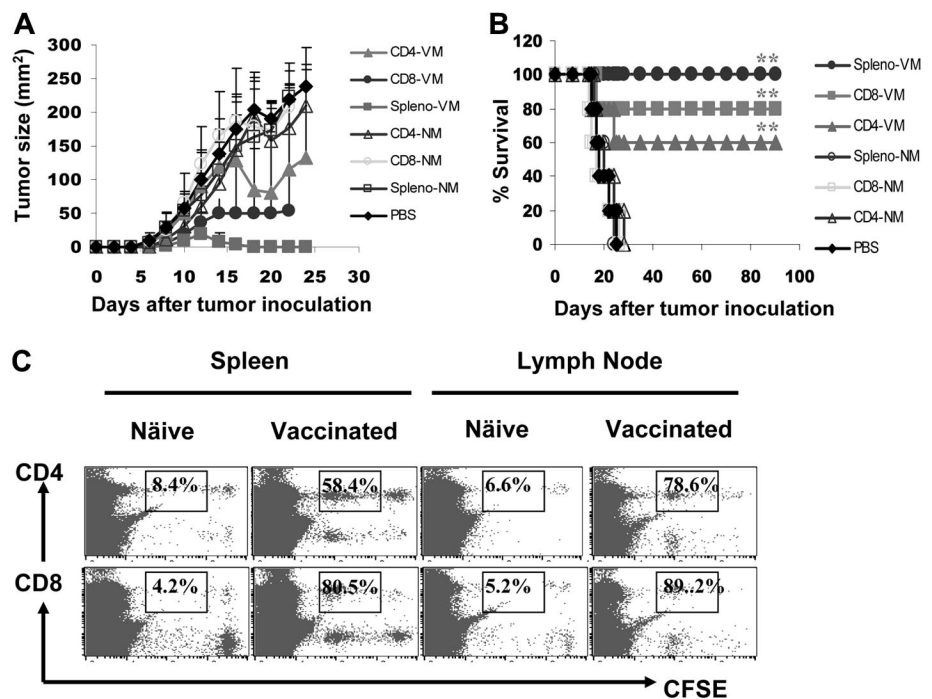 A
Tumor size (mm²)
300
250
200
150
100
50
0
0 5 10 15 20 25 30
Days after tumor inoculation
CD4-VM
CD8-VM
Spleno-VM
CD4-NM
CD8-NM
Spleno-NM
PBS
B
% Survival
120
100
80
60
40
20
0
0 20 40 60 80 100
Days after tumor inoculation
**
**
**
Spleno-VM
CD8-VM
CD4-VM
Spleno-NM
CD8-NM
CD4-NM
PBS
C
Spleen Lymph Node
Näive Vaccinated Näive Vaccinated
CD4
8.4% 58.4% 6.6% 78.6%
CD8
4.2% 80.5% 5.2% 89..2%
CFSE